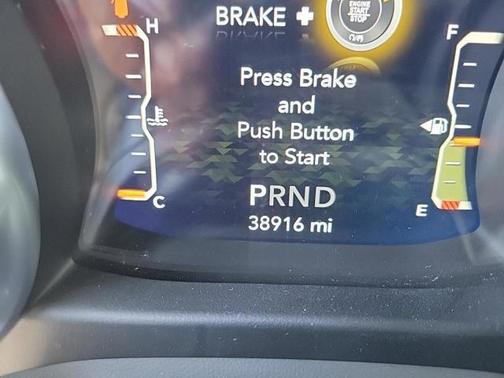 BRAKE +
ENGINE
START
STOP
H
F
Press Brake
and
Push Button
to Start
C
E
PRND
38916 mi